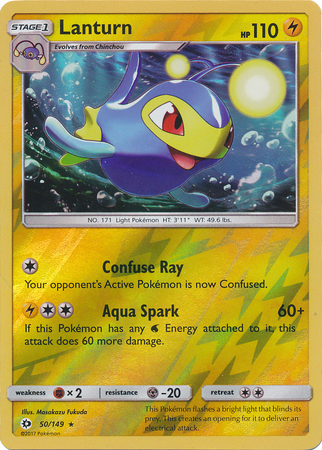 STAGE 1
Lanturn
HP 110
Evolves from Chinchou
NO. 171 Light Pokémon HT: 3'11" WT: 49.6 lbs.
Confuse Ray
Your opponent's Active Pokémon is now Confused.
Aqua Spark 60+
If this Pokémon has any Energy attached to it, this
attack does 60 more damage.
weakness × 2 resistance -20 retreat
Illus. Masakazu Fukuda
50/149 ★
©2017 Pokémon
This Pokémon flashes a bright light that blinds its
prey. This creates an opening for it to deliver an
electrical attack.